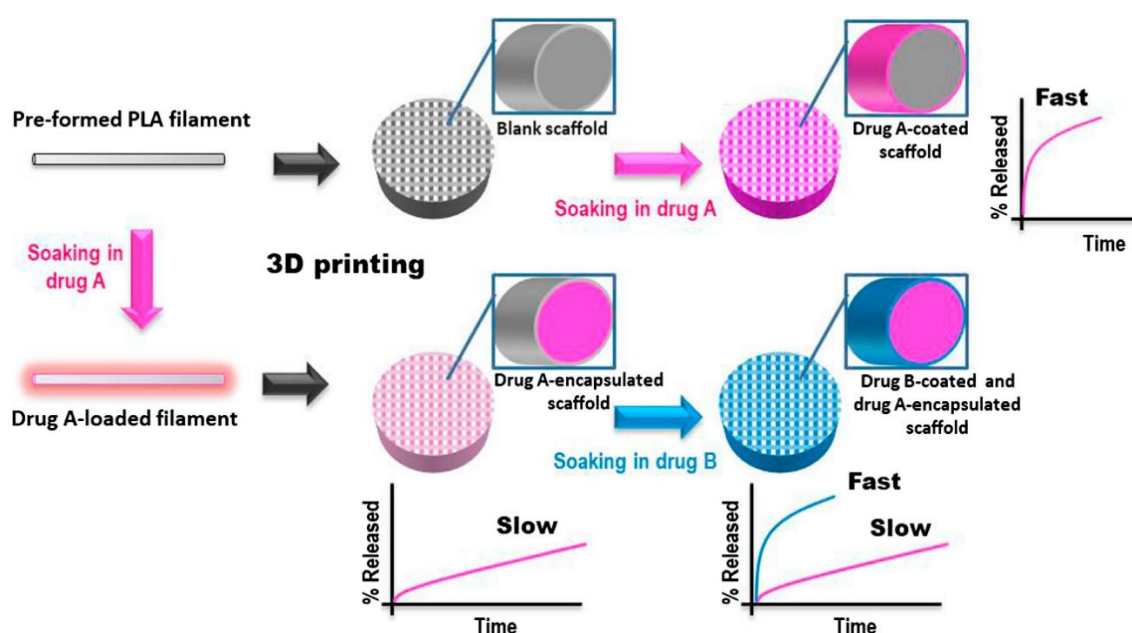 Pre-formed PLA filament
Blank scaffold
Soaking in drug A
Drug A-coated
scaffold
Fast
% Released
Time
Soaking in
drug A
3D printing
Drug A-loaded filament
Drug A-encapsulated
scaffold
Soaking in drug B
Drug B-coated and
drug A-encapsulated
scaffold
Slow
% Released
Time
Fast
Slow
% Released
Time